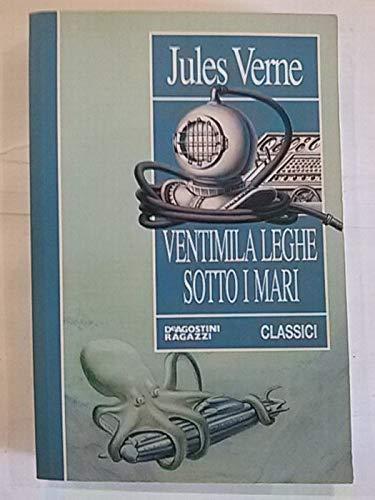 Jules Verne
VENTIMILA LEGHE
SOTTO I MARI
DeAGOSTINI
RAGAZZI
CLASSICI